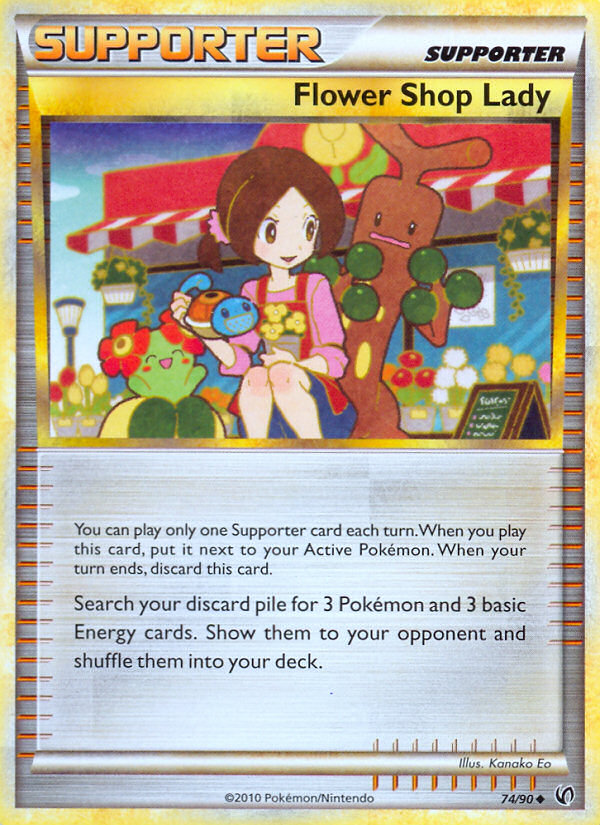 SUPPORTER
SUPPORTER
Flower Shop Lady
You can play only one Supporter card each turn.When you play
this card, put it next to your Active Pokémon. When your
turn ends, discard this card.
Search your discard pile for 3 Pokémon and 3 basic
Energy cards. Show them to your opponent and
shuffle them into your deck.
Illus. Kanako Eo
©2010 Pokémon/Nintendo
74/90